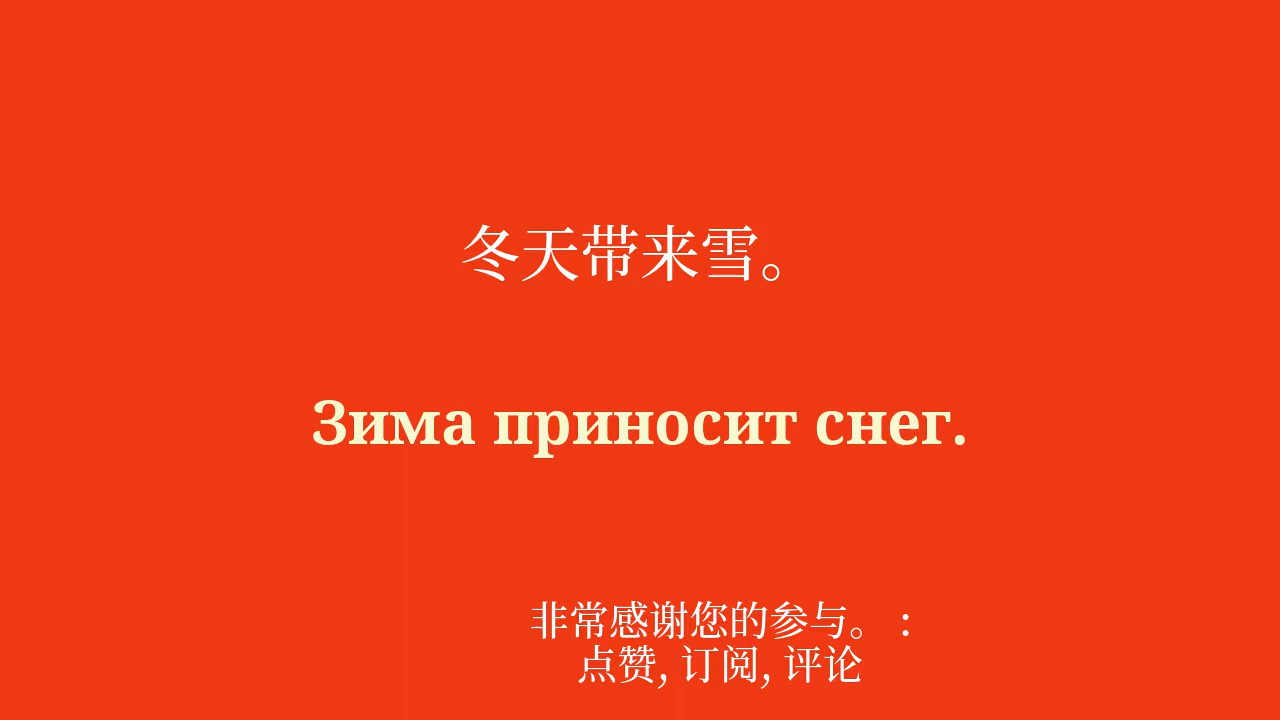 冬天带来雪。
Зима приносит снег.
非常感谢您的参与。 :
点赞, 订阅, 评论